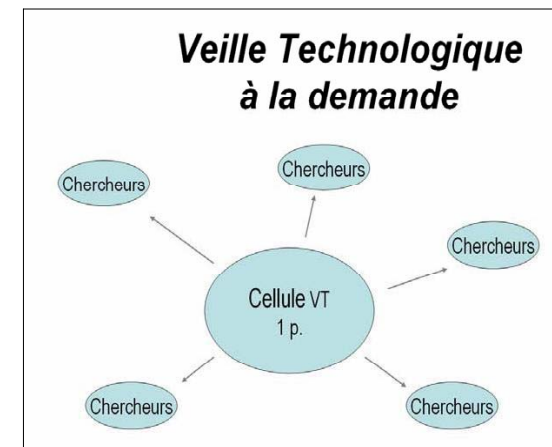 Veille Technologique
à la demande
Chercheurs
Chercheurs
Chercheurs
Cellule VT
1 p.
Chercheurs
Chercheurs